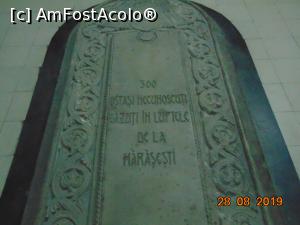 [c] AmFostAcolo®
300
OSTAȘI NECUNOSCUȚI
CĂZUȚI ÎN LUPTELE
DE LA
MĂRĂȘEȘTI
28 08 2019